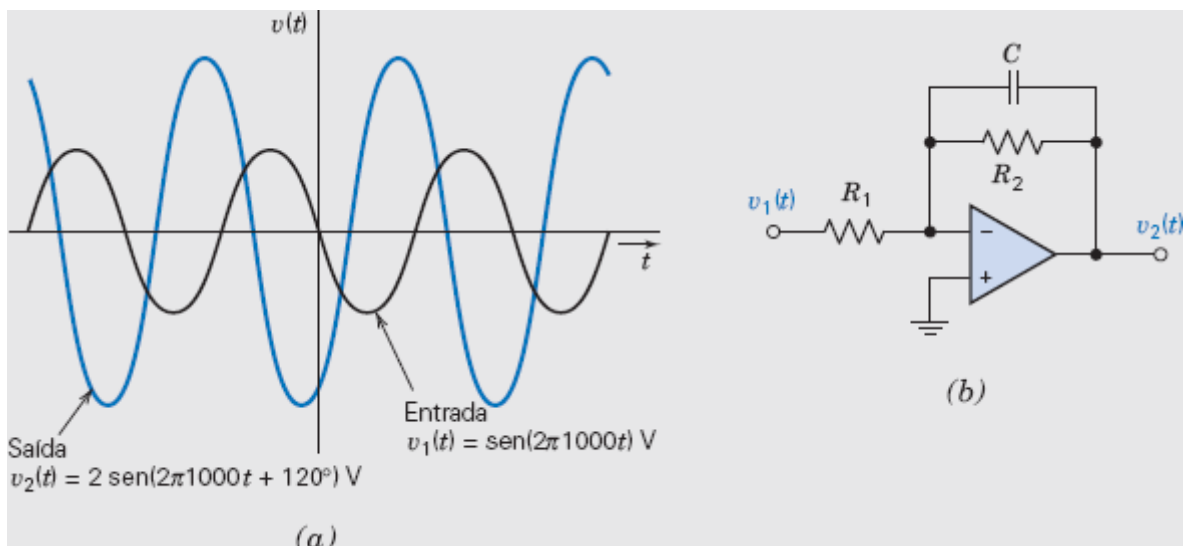 v(t)
t
Entrada
v₁(t) = sen(2π1000t) V
Saída
v₂(t) = 2 sen(2π1000t + 120°) V
(a)
C
R₂
R₁
v₁(t)
−
+
v₂(t)
(b)